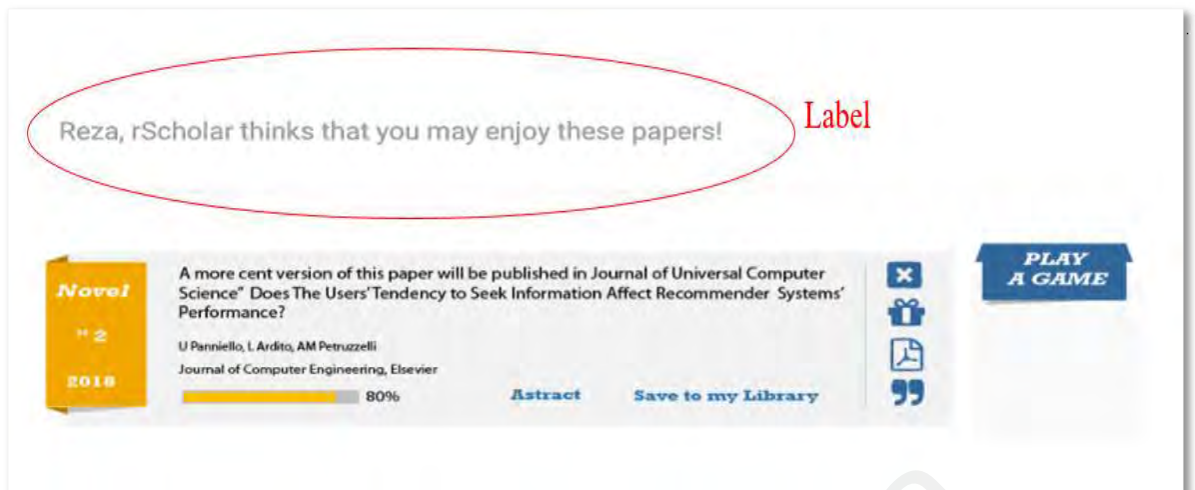 Reza, rScholar thinks that you may enjoy these papers!
Label
Novel
" 2
2018
A more cent version of this paper will be published in Journal of Universal Computer
Science" Does The Users' Tendency to Seek Information Affect Recommender Systems'
Performance?
U Panniello, L Ardito, AM Petruzzelli
Journal of Computer Engineering, Elsevier
80%
Astract
Save to my Library
PLAY
A GAME